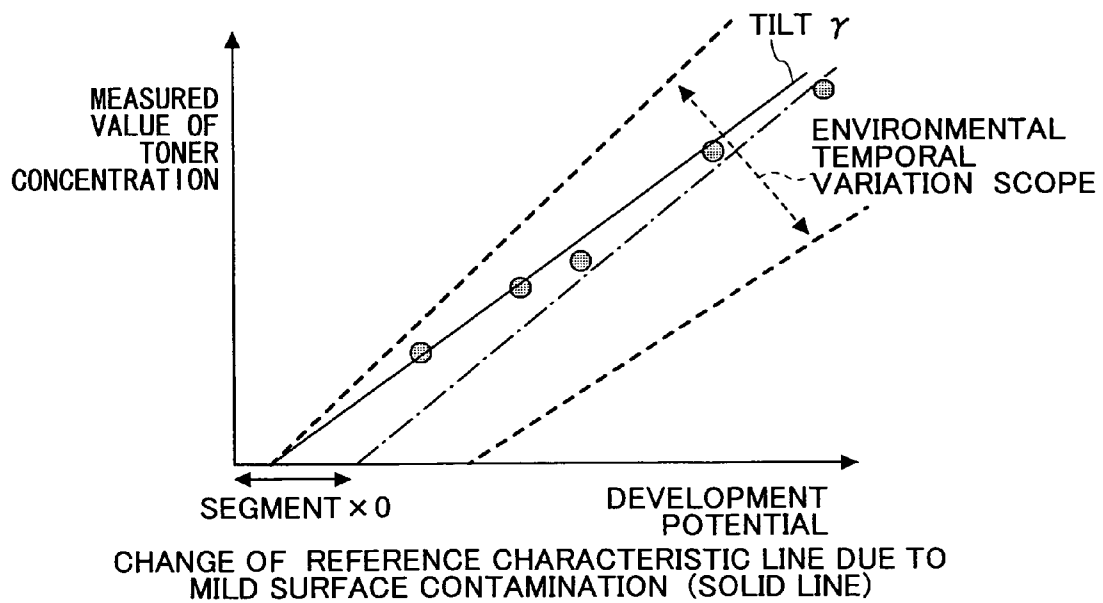 TILT γ
MEASURED
VALUE OF
TONER
CONCENTRATION
ENVIRONMENTAL
TEMPORAL
VARIATION SCOPE
SEGMENT × 0
DEVELOPMENT
POTENTIAL
CHANGE OF REFERENCE CHARACTERISTIC LINE DUE TO
MILD SURFACE CONTAMINATION (SOLID LINE)